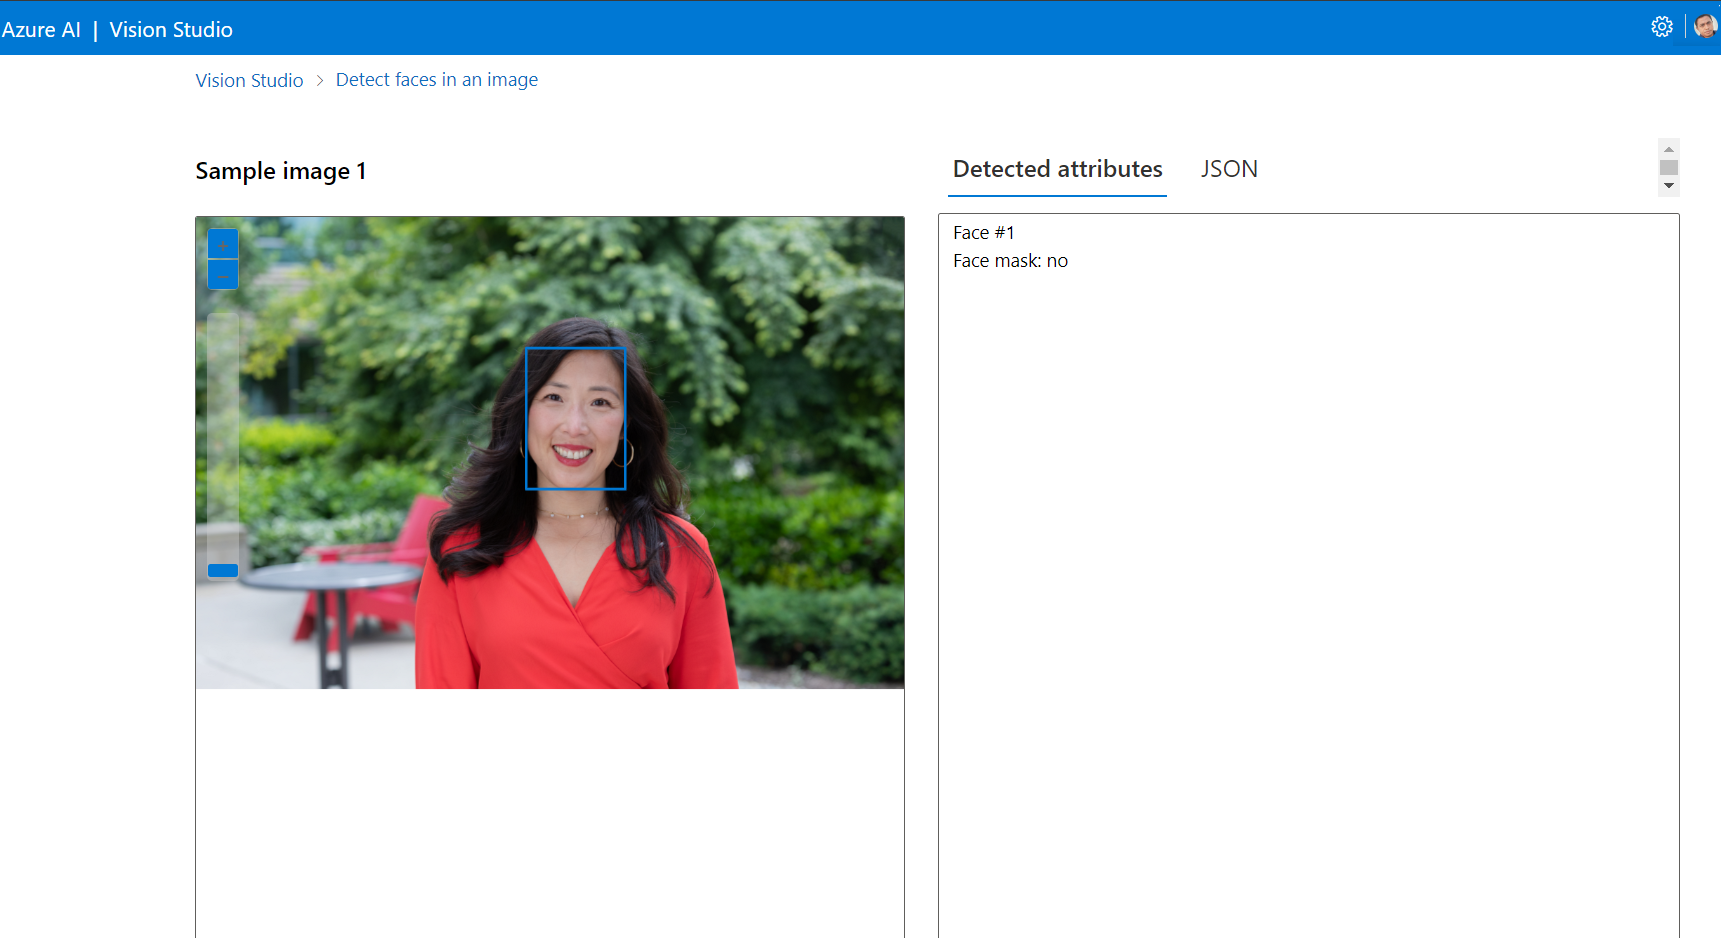 Azure AI | Vision Studio
Vision Studio > Detect faces in an image
Sample image 1
Detected attributes JSON
Face #1
Face mask: no